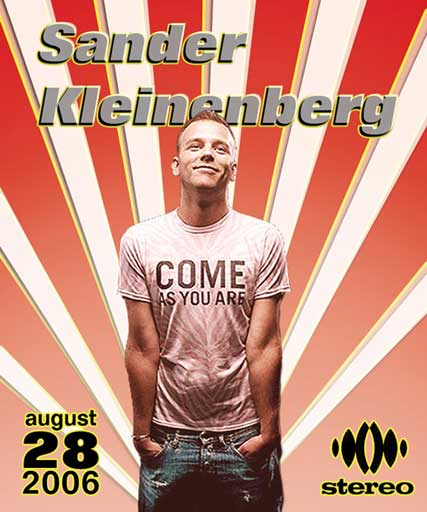 Sander
Kleinenberg
COME
AS YOU ARE
august
28
2006
stereo